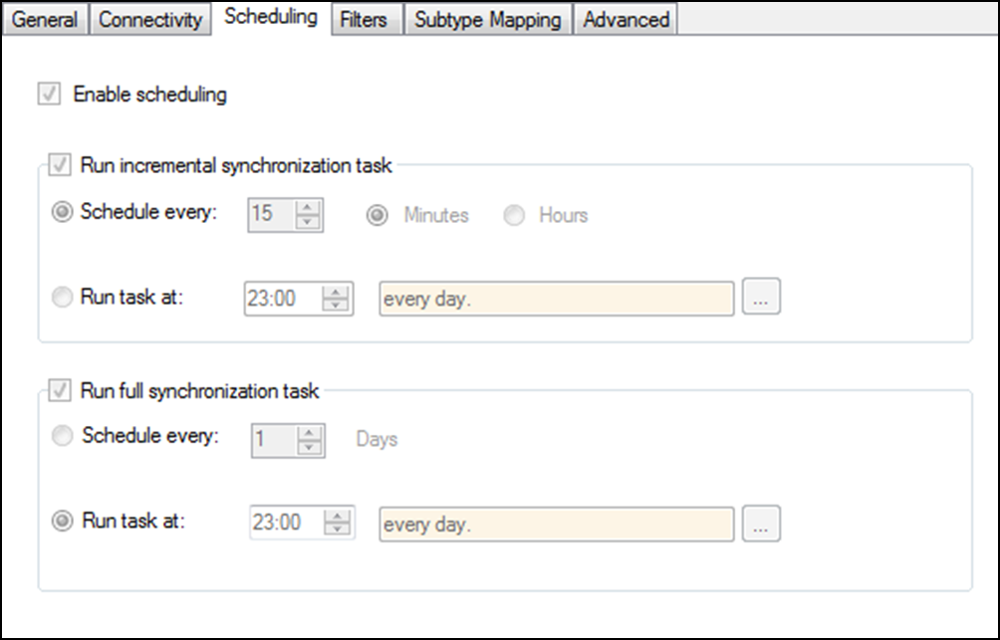 General Connectivity Scheduling Filters Subtype Mapping Advanced
Enable scheduling
Run incremental synchronization task
Schedule every: 15 Minutes Hours
Run task at: 23:00 every day. ...
Run full synchronization task
Schedule every: 1 Days
Run task at: 23:00 every day. ...